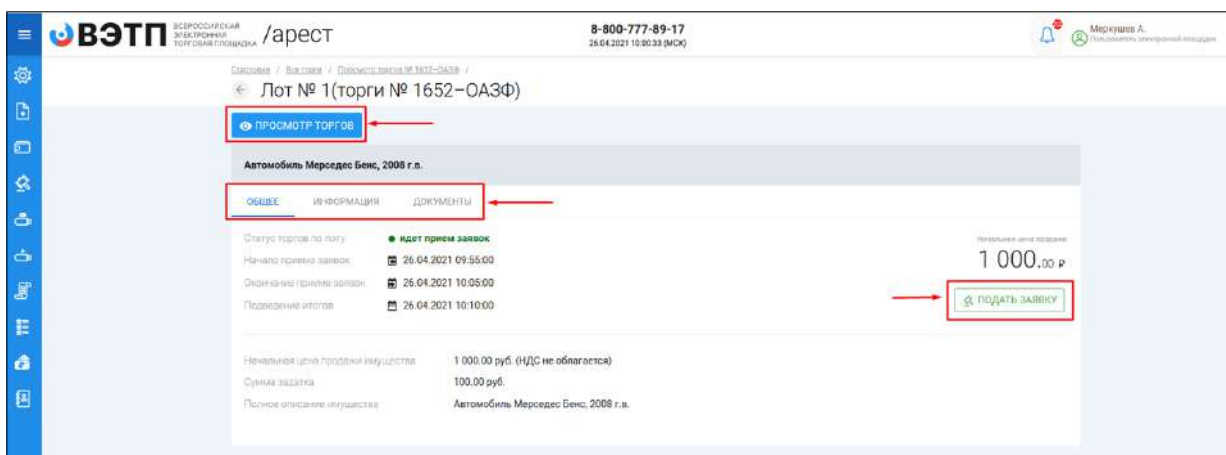 ВЭТП
ВСЕРОССИЙСКАЯ
ЭЛЕКТРОННАЯ
ТОРГОВАЯ ПЛОЩАДКА
/арест
8-800-777-89-17
26.04.2021 10:00:33 (МСК)
Меркушев А.
Пользователь электронной площадки
Стартовая / Все торги / Просмотр торгов № 1652-ОАЗФ /
Лот № 1(торги № 1652-ОАЗФ)
ПРОСМОТР ТОРГОВ
Автомобиль Мерседес Бенс, 2008 г.в.
ОБЩЕЕ ИНФОРМАЦИЯ ДОКУМЕНТЫ
Статус торгов по лоту идет прием заявок
Начало приема заявок 26.04.2021 09:55:00
Окончание приема заявок 26.04.2021 10:05:00
Подведение итогов 26.04.2021 10:10:00
Начальная цена продажи
1 000.00 ₽
ПОДАТЬ ЗАЯВКУ
Начальная цена продажи имущества 1 000.00 руб. (НДС не облагается)
Сумма задатка 100.00 руб.
Полное описание имущества Автомобиль Мерседес Бенс, 2008 г.в.